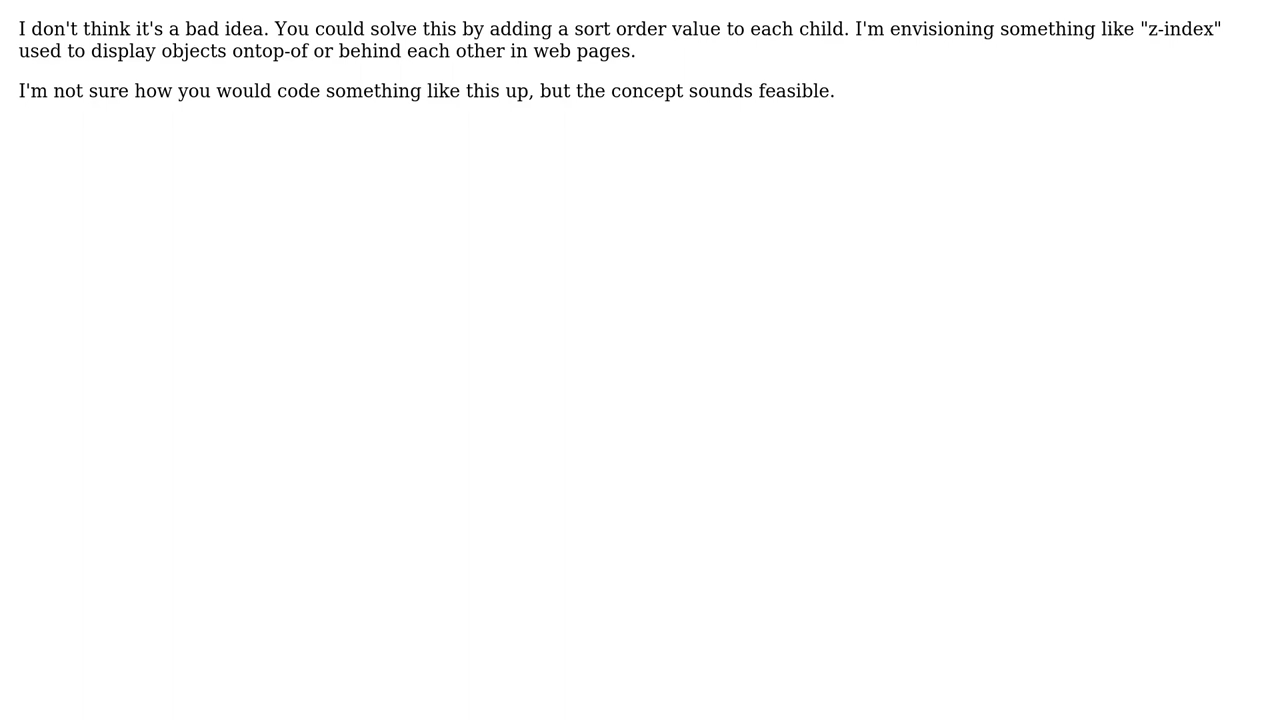 I don't think it's a bad idea. You could solve this by adding a sort order value to each child. I'm envisioning something like "z-index"
used to display objects ontop-of or behind each other in web pages.
I'm not sure how you would code something like this up, but the concept sounds feasible.